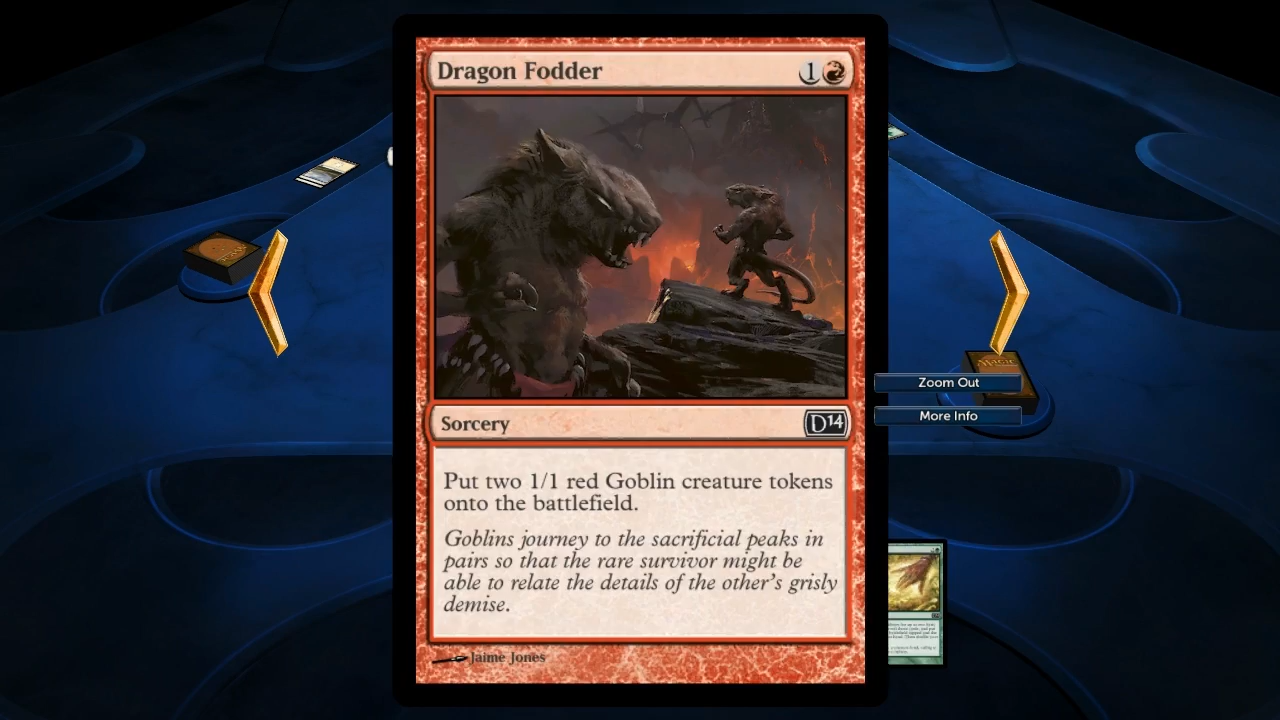 Dragon Fodder 1
Zoom Out
More Info
Sorcery D14
Put two 1/1 red Goblin creature tokens
onto the battlefield.
Goblins journey to the sacrificial peaks in
pairs so that the rare survivor might be
able to relate the details of the other's grisly
demise.
Jaime Jones